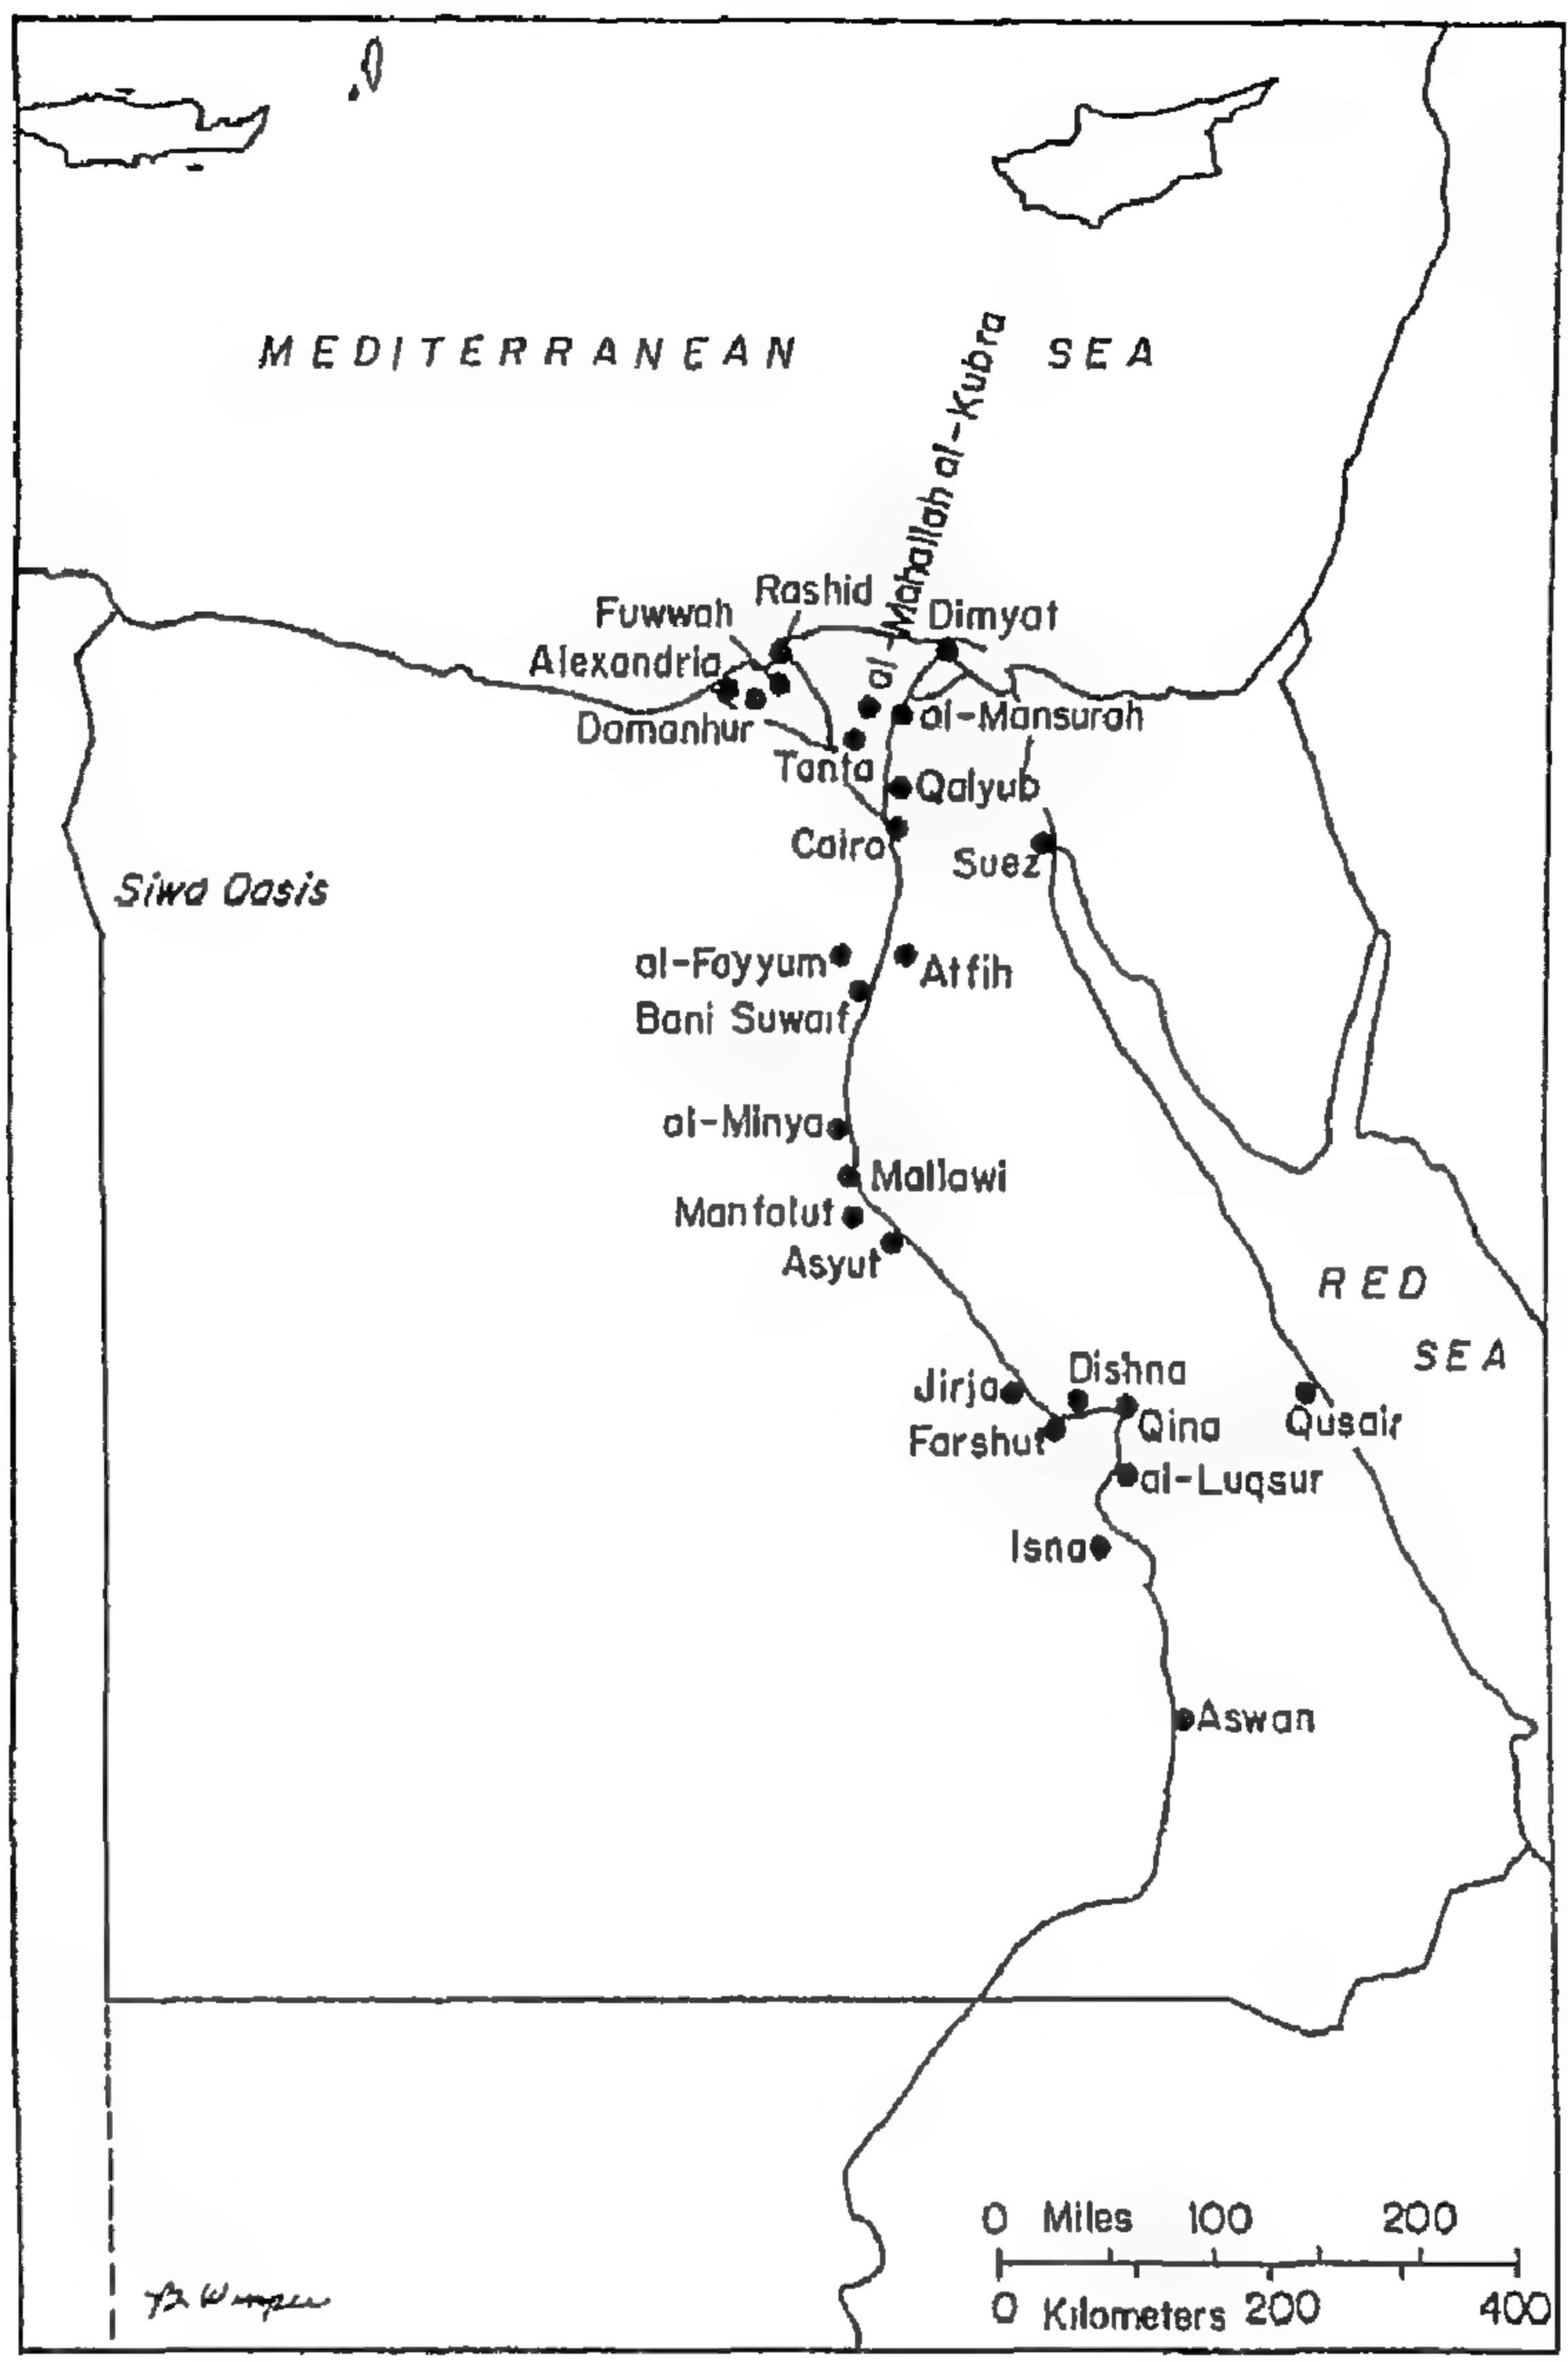 MEDITERRANEAN SEA
al-Mahallah al-Kubra
Rashid
Fuwwah
Dimyat
Alexandria
Damanhur
al-Mansurah
Tanta
Qalyub
Cairo
Suez
Siwa Oasis
al-Fayyum
Atfih
Bani Suwaif
al-Minya
Mallawi
Manfalut
Asyut
RED
SEA
Jirja
Dishna
Qina
Qusair
Farshut
al-Luqsur
Isna
Aswan
0 Miles 100 200
0 Kilometers 200 400